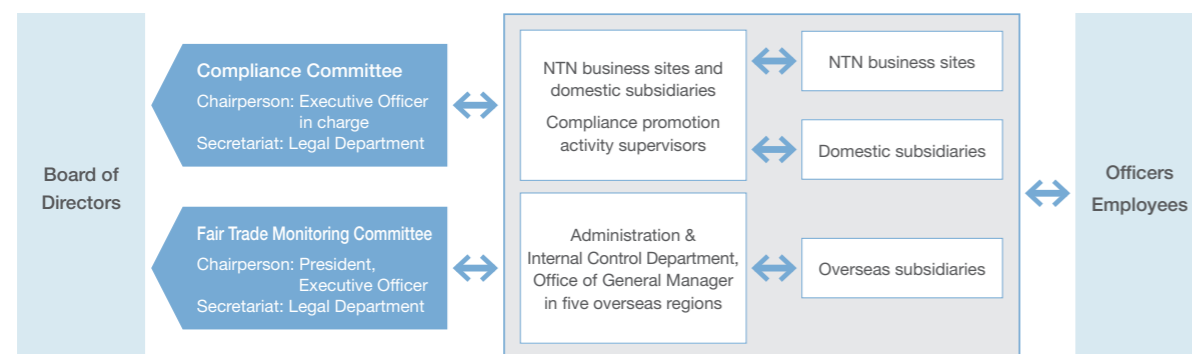 Board of
Directors
Compliance Committee
Chairperson: Executive Officer
in charge
Secretariat: Legal Department
Fair Trade Monitoring Committee
Chairperson: President,
Executive Officer
Secretariat: Legal Department
NTN business sites and
domestic subsidiaries
Compliance promotion
activity supervisors
Administration &
Internal Control Department,
Office of General Manager
in five overseas regions
NTN business sites
Domestic subsidiaries
Overseas subsidiaries
Officers
Employees